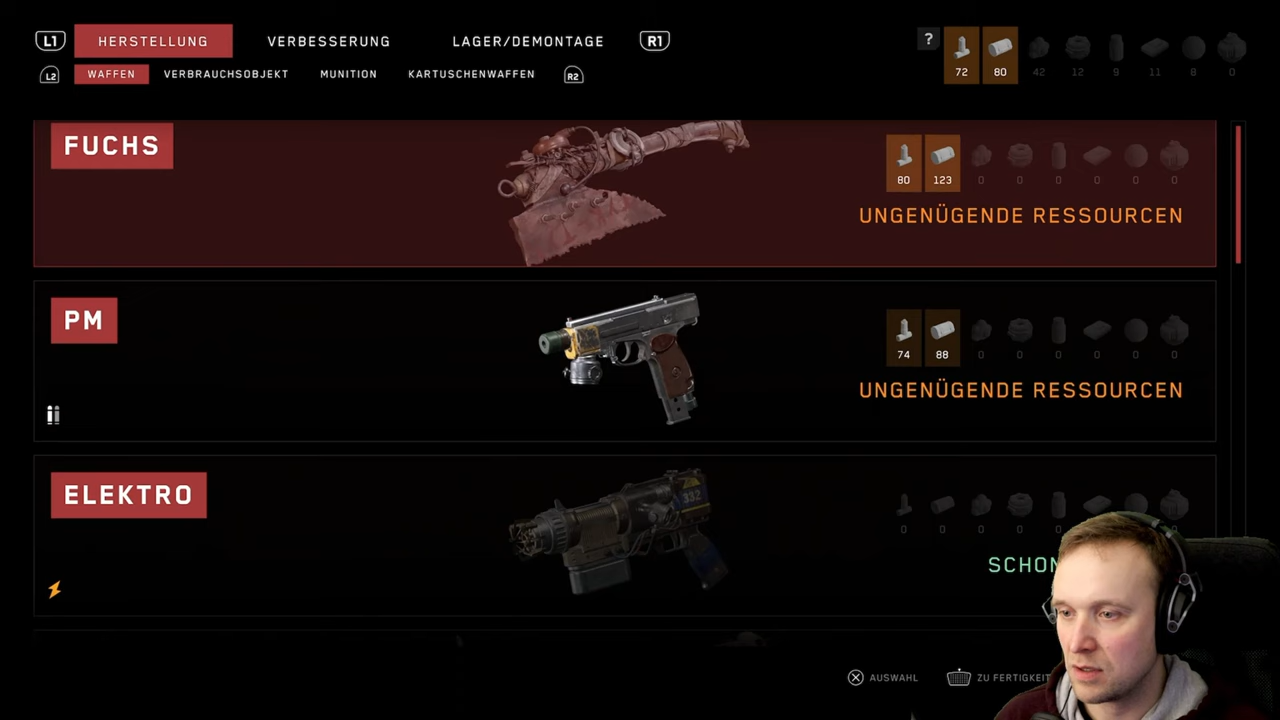 L1 HERSTELLUNG VERBESSERUNG LAGER/DEMONTAGE R1
L2 WAFFEN VERBRAUCHSOBJEKT MUNITION KARTUSCHENWAFFEN R2
? 72 80 42 12 9 11 8 0
FUCHS
80 123 0 0 0 0 0 0
UNGENÜGENDE RESSOURCEN
PM
74 88 0 0 0 0 0 0
UNGENÜGENDE RESSOURCEN
ELEKTRO
332
0 0 0 0 0 0
SCHON
AUSWAHL ZU FERTIGKEIT